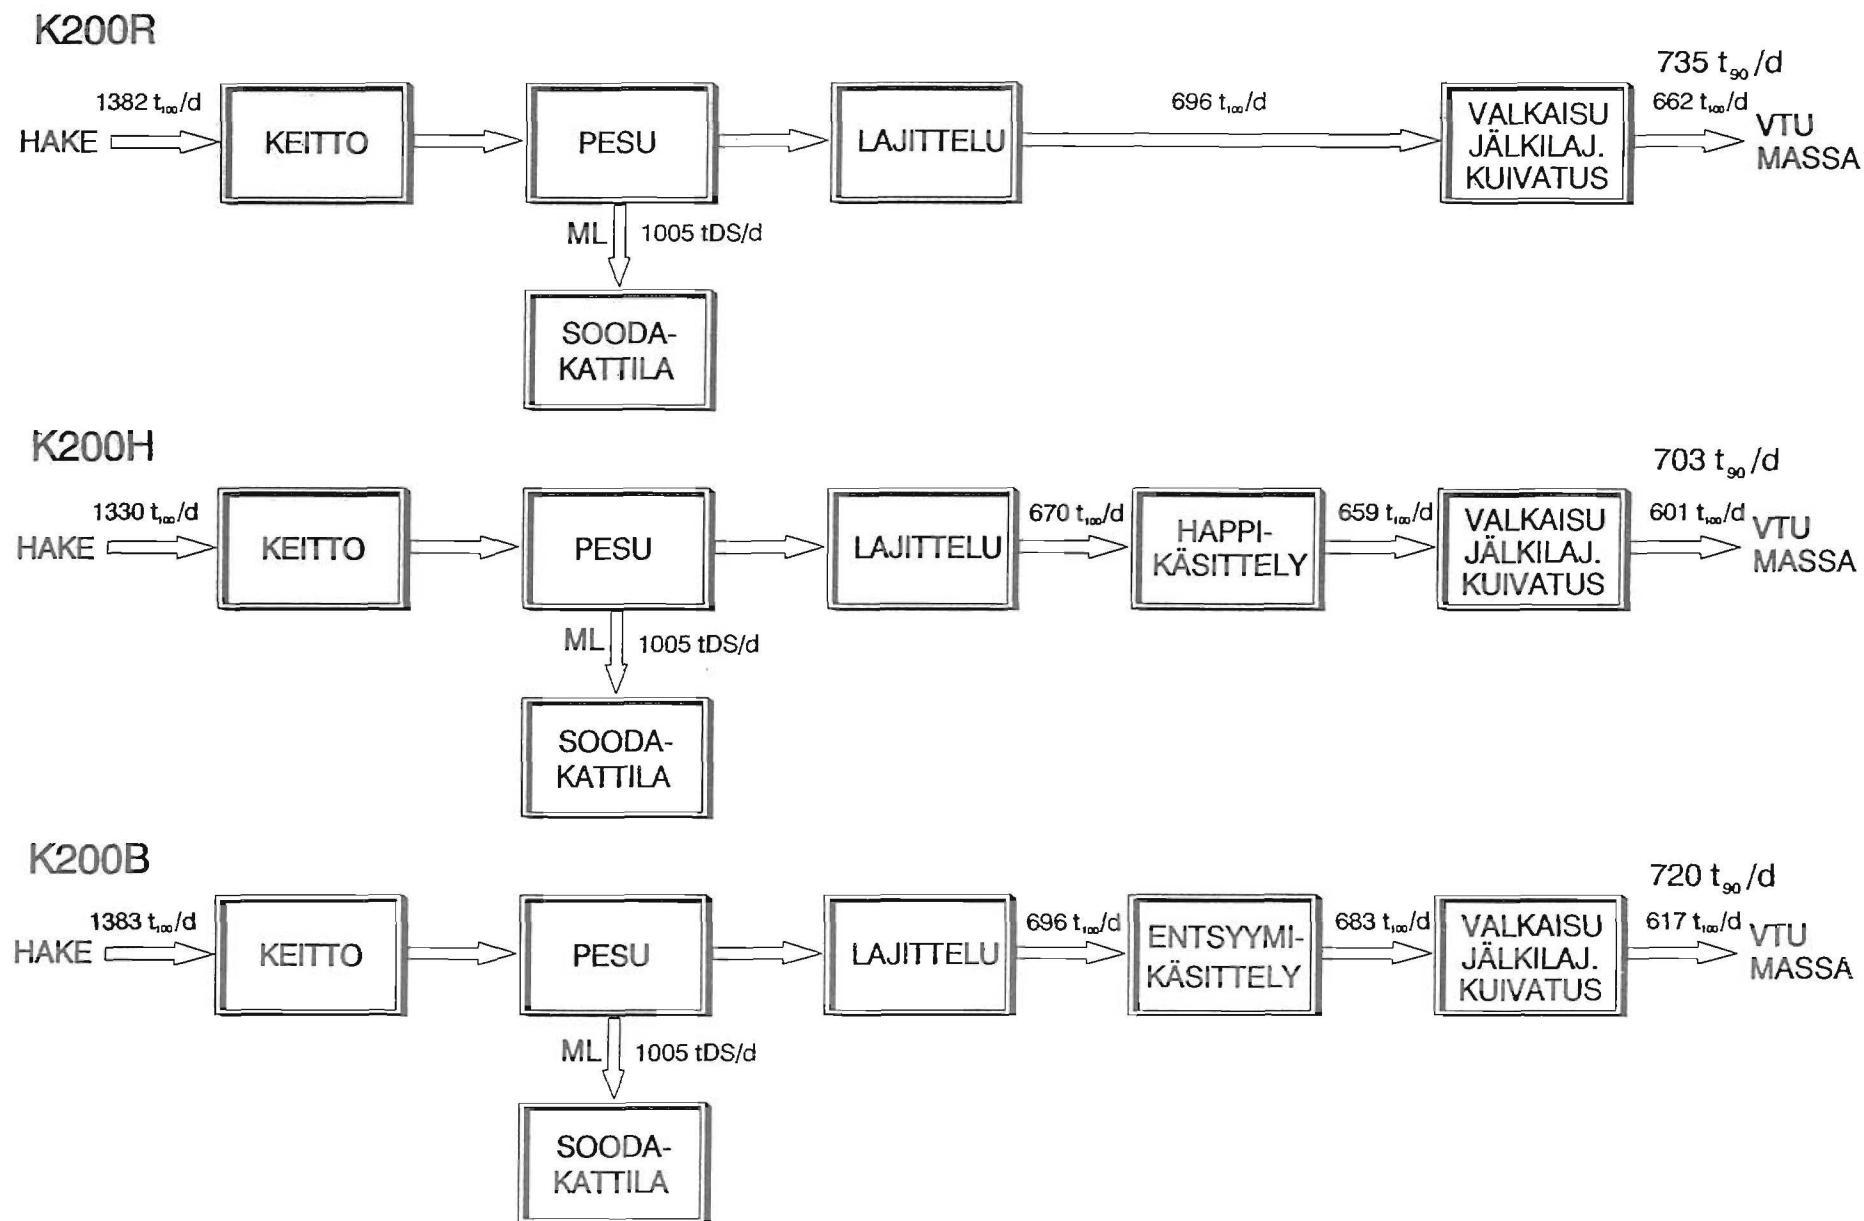 K200R
735 t₉₀/d
1382 t₁₀₀/d
696 t₁₀₀/d
662 t₁₀₀/d
HAKE
KEITTO
PESU
LAJITTELU
VALKAISU
JÄLKILAJ.
KUIVATUS
VTU
MASSA
ML
1005 tDS/d
SOODA-
KATTILA
K200H
703 t₉₀/d
1330 t₁₀₀/d
670 t₁₀₀/d
659 t₁₀₀/d
601 t₁₀₀/d
HAKE
KEITTO
PESU
LAJITTELU
HAPPI-
KÄSITTELY
VALKAISU
JÄLKILAJ.
KUIVATUS
VTU
MASSA
ML
1005 tDS/d
SOODA-
KATTILA
K200B
720 t₉₀/d
1383 t₁₀₀/d
696 t₁₀₀/d
683 t₁₀₀/d
617 t₁₀₀/d
HAKE
KEITTO
PESU
LAJITTELU
ENTSYYMI-
KÄSITTELY
VALKAISU
JÄLKILAJ.
KUIVATUS
VTU
MASSA
ML
1005 tDS/d
SOODA-
KATTILA